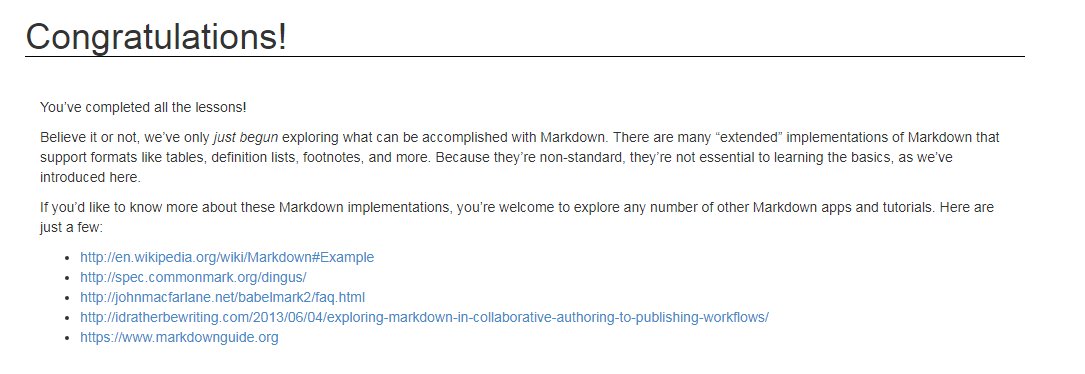 Congratulations!
You’ve completed all the lessons!
Believe it or not, we’ve only just begun exploring what can be accomplished with Markdown. There are many “extended” implementations of Markdown that
support formats like tables, definition lists, footnotes, and more. Because they’re non-standard, they’re not essential to learning the basics, as we’ve
introduced here.
If you’d like to know more about these Markdown implementations, you’re welcome to explore any number of other Markdown apps and tutorials. Here are
just a few:
• http://en.wikipedia.org/wiki/Markdown#Example
• http://spec.commonmark.org/dingus/
• http://johnmacfarlane.net/babelmark2/faq.html
• http://idratherbewriting.com/2013/06/04/exploring-markdown-in-collaborative-authoring-to-publishing-workflows/
• https://www.markdownguide.org